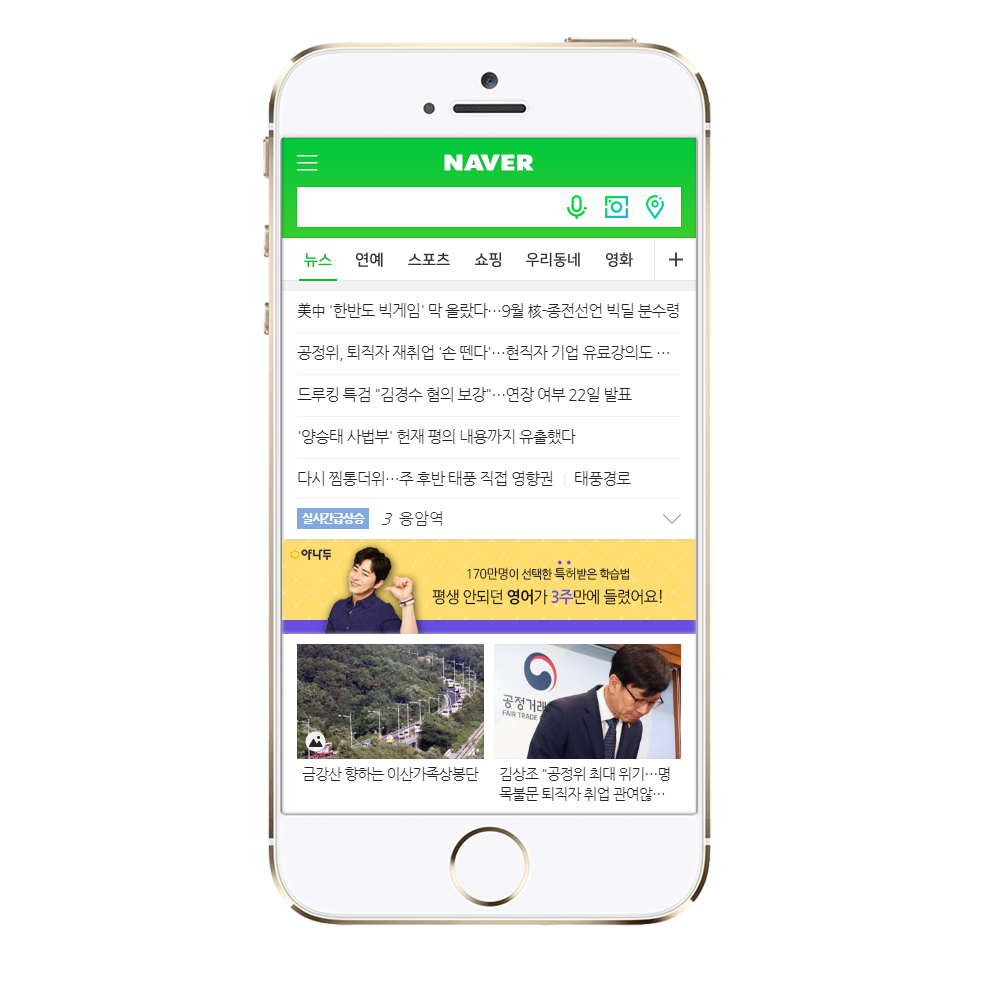 NAVER
뉴스 연예 스포츠 쇼핑 우리동네 영화 +
美中 '한반도 빅게임' 막 올랐다…9월 核-종전선언 빅딜 분수령
공정위, 퇴직자 재취업 '손 뗀다'…현직자 기업 유료강의도 …
드루킹 특검 "김경수 혐의 보강"…연장 여부 22일 발표
'양승태 사법부' 헌재 평의 내용까지 유출했다
다시 찜통더위…주 후반 태풍 직접 영향권 | 태풍경로
실시간급상승 3 응암역
야나두
170만명이 선택한 특허받은 학습법
평생 안되던 영어가 3주만에 들렸어요!
공정거래
FAIR TRADE
금강산 향하는 이산가족상봉단
김상조 "공정위 최대 위기…명
목불문 퇴직자 취업 관여않…